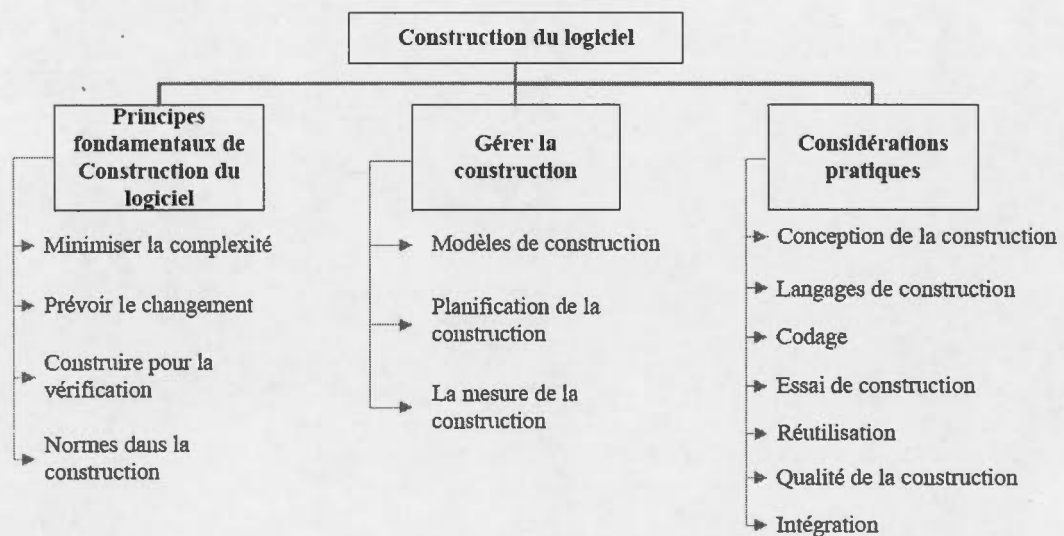 Construction du logiciel
Principes
fondamentaux de
Construction du
logiciel
Minimiser la complexité
Prévoir le changement
Construire pour la
vérification
Normes dans la
construction
Gérer la
construction
Modèles de construction
Planification de la
construction
La mesure de la
construction
Considérations
pratiques
Conception de la construction
Langages de construction
Codage
Essai de construction
Réutilisation
Qualité de la construction
Intégration